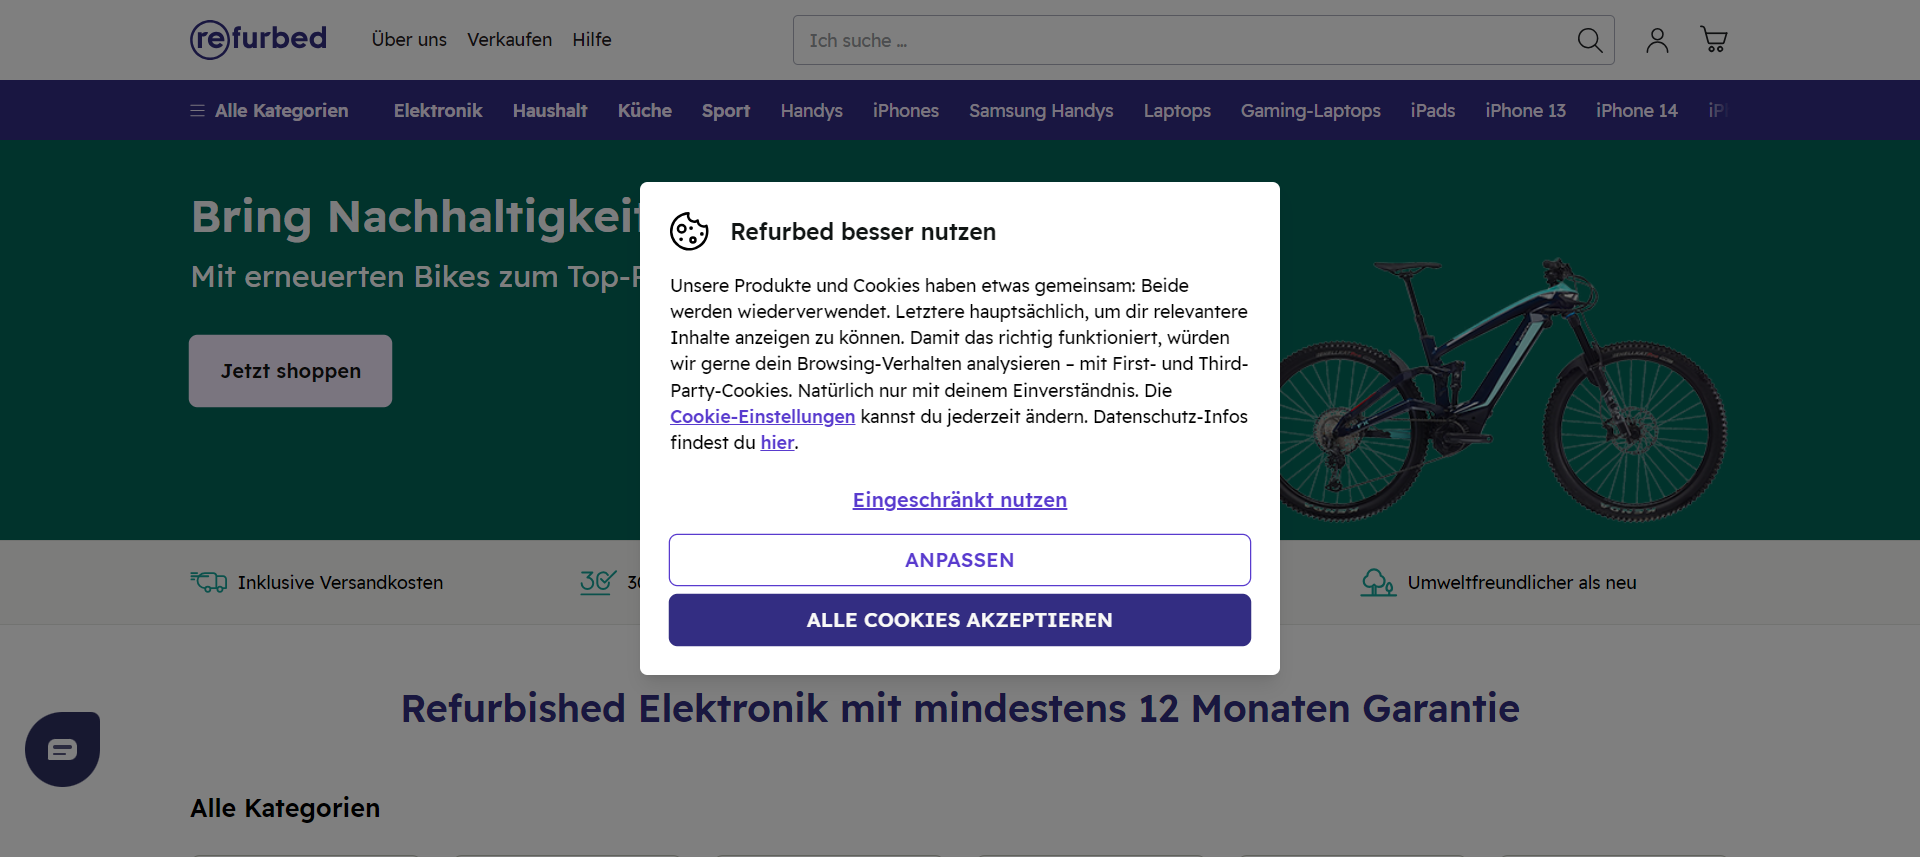 refurbed
Über uns Verkaufen Hilfe
Ich suche ...
Alle Kategorien Elektronik Haushalt Küche Sport Handys iPhones Samsung Handys Laptops Gaming-Laptops iPads iPhone 13 iPhone 14
Bring Nachhaltigkeit
Mit erneuerten Bikes zum
Jetzt shoppen
Refurbed besser nutzen
Unsere Produkte und Cookies haben etwas gemeinsam: Beide
werden wiederverwendet. Letztere hauptsächlich, um dir relevantere
Inhalte anzeigen zu können. Damit das richtig funktioniert, würden
wir gerne dein Browsing-Verhalten analysieren – mit First- und Third-
Party-Cookies. Natürlich nur mit deinem Einverständnis. Die
Cookie-Einstellungen kannst du jederzeit ändern. Datenschutz-Infos
findest du hier.
Eingeschränkt nutzen
ANPASSEN
ALLE COOKIES AKZEPTIEREN
Inklusive Versandkosten
30
Umweltfreundlicher als neu
Refurbished Elektronik mit mindestens 12 Monaten Garantie
Alle Kategorien